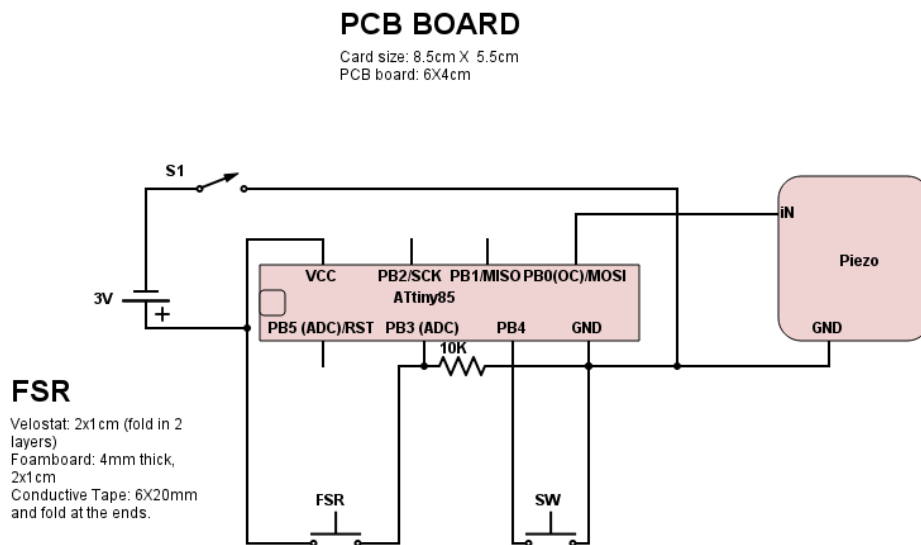 PCB BOARD
Card size: 8.5cm X 5.5cm
PCB board: 6X4cm
S1
iN
VCC
PB2/SCK
PB1/MISO
PB0(OC)/MOSI
Piezo
ATtiny85
3V
+
PB5 (ADC)/RST
PB3 (ADC)
PB4
GND
GND
10K
FSR
Velostat: 2x1cm (fold in 2
layers)
Foamboard: 4mm thick,
2x1cm
Conductive Tape: 6X20mm
and fold at the ends.
FSR
SW